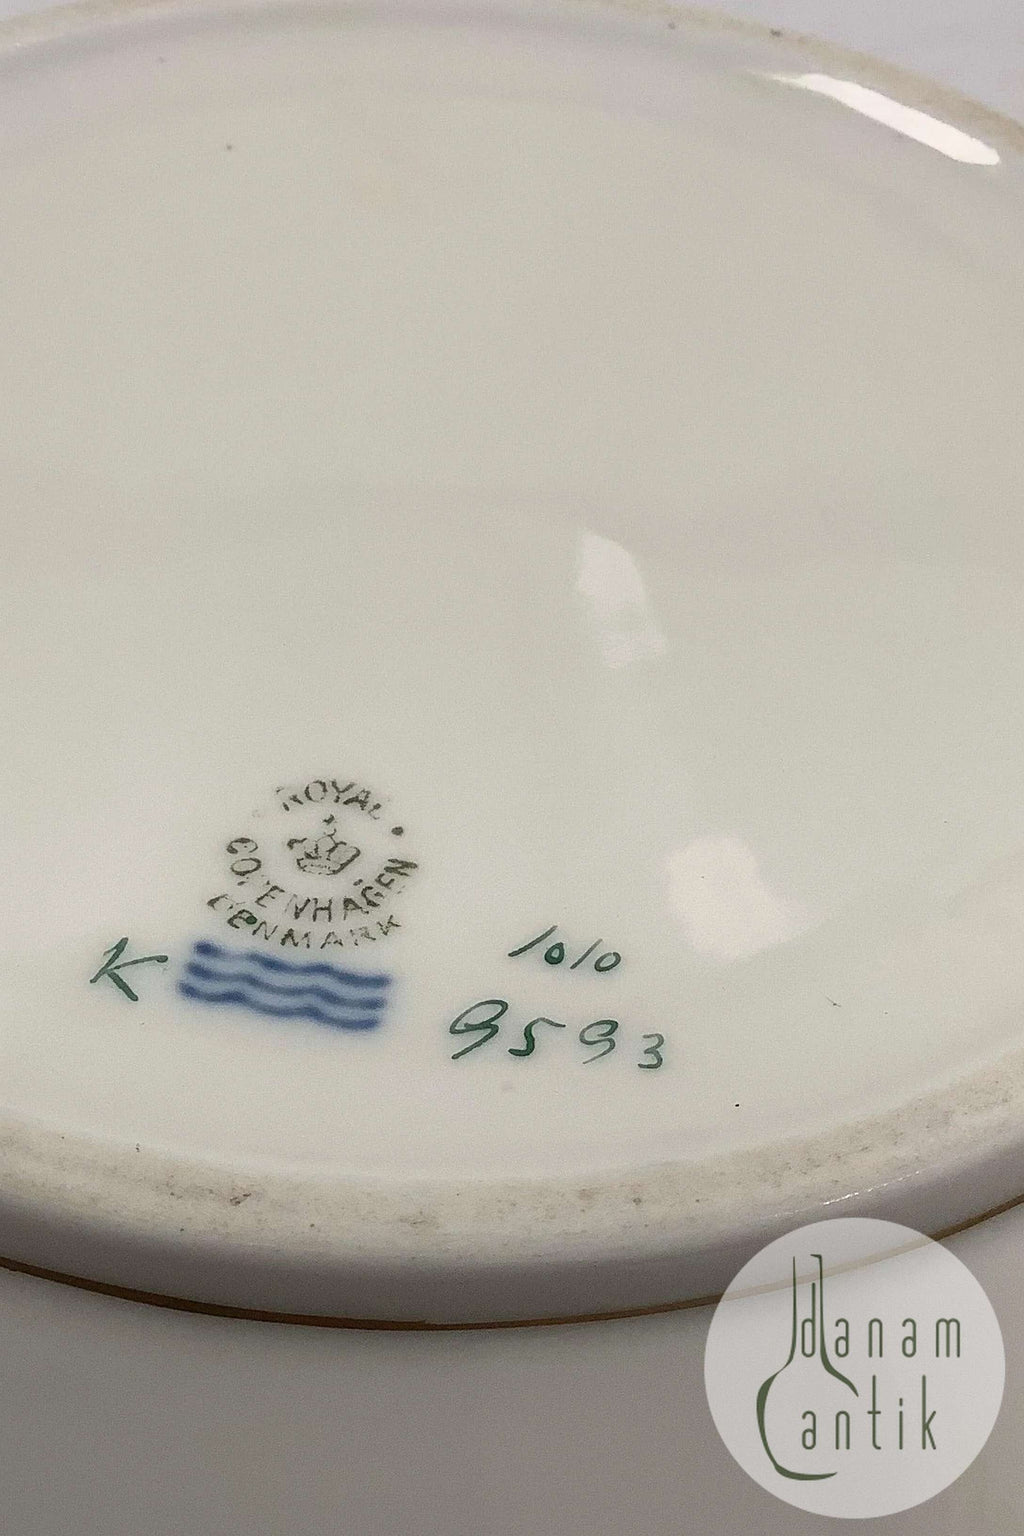 ROYAL
COPENHAGEN
DENMARK
K
1010
9593
danam
antik